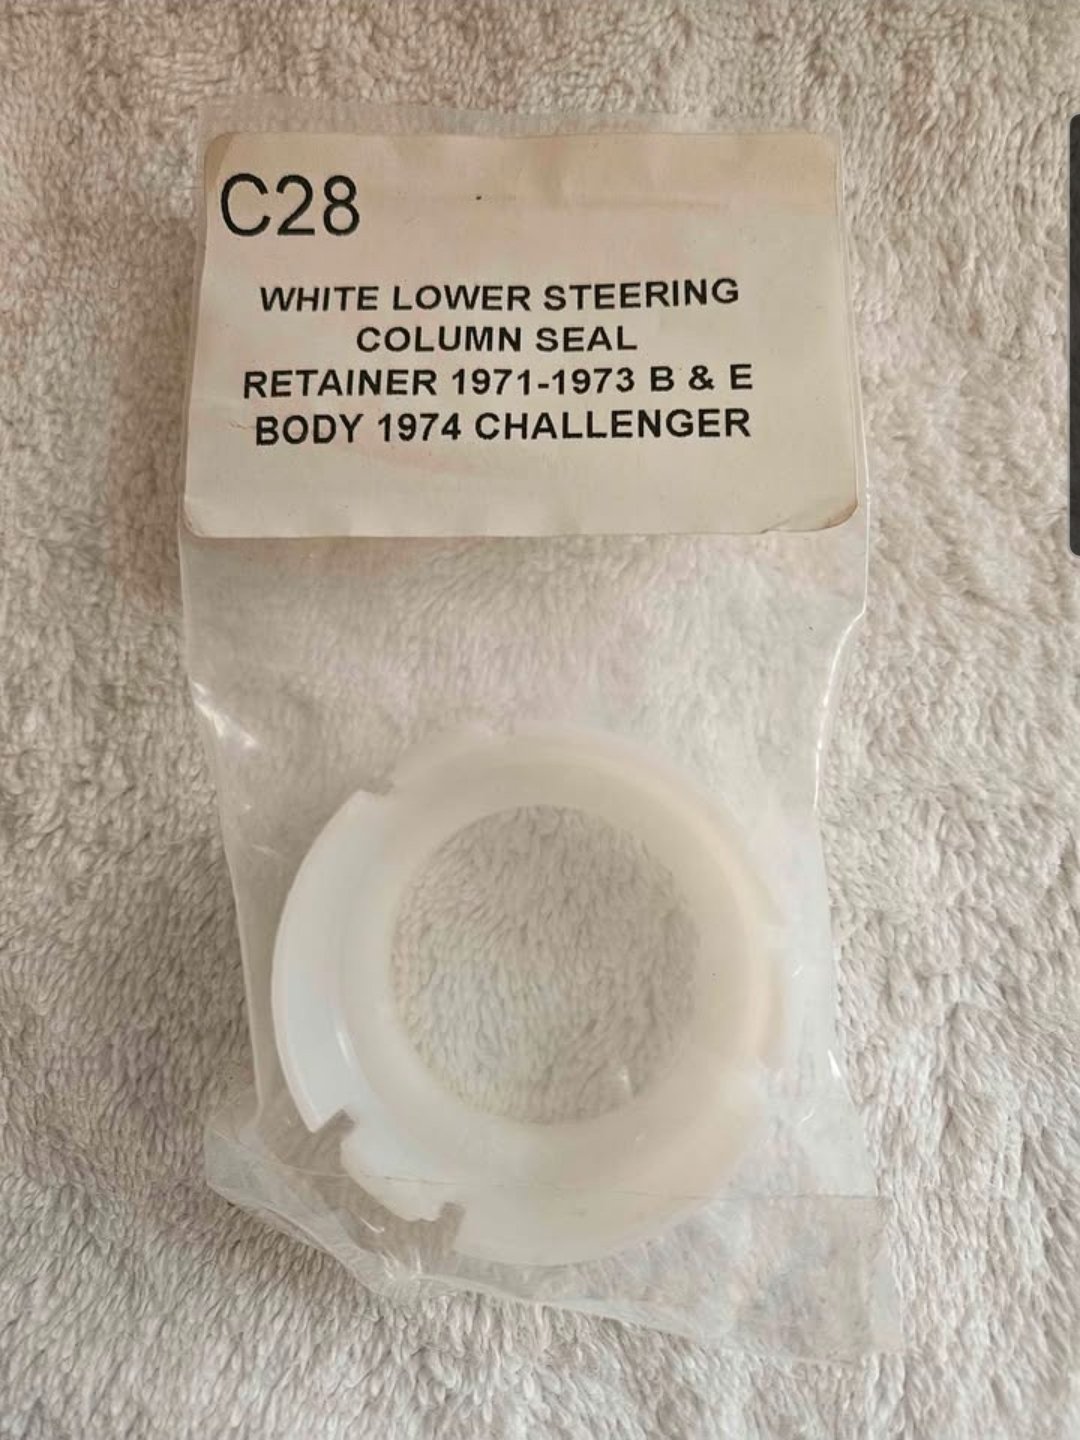 C28
WHITE LOWER STEERING
COLUMN SEAL
RETAINER 1971-1973 B & E
BODY 1974 CHALLENGER